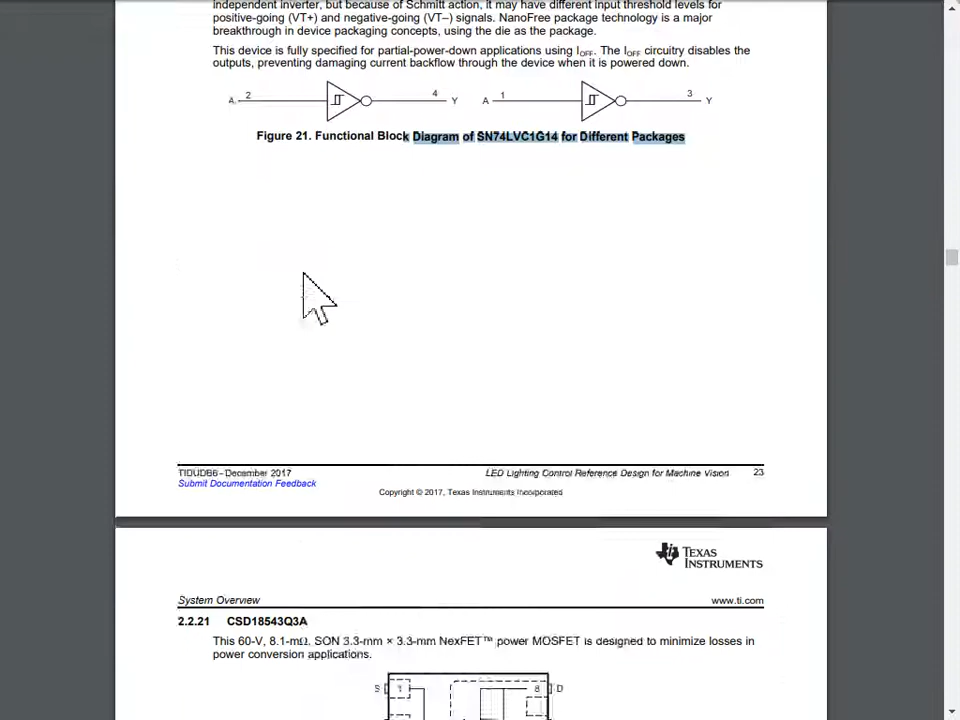 independent inverter, but because of Schmitt action, it may have different input threshold levels for
positive-going (VT+) and negative-going (VT–) signals. NanoFree package technology is a major
breakthrough in device packaging concepts, using the die as the package.
This device is fully specified for partial-power-down applications using IOFF. The IOFF circuitry disables the
outputs, preventing damaging current backflow through the device when it is powered down.
A 2 4 Y A 1 3 Y
Figure 21. Functional Block Diagram of SN74LVC1G14 for Different Packages
TIDUDB6–December 2017 LED Lighting Control Reference Design for Machine Vision 23
Submit Documentation Feedback
Copyright © 2017, Texas Instruments Incorporated
TEXAS
INSTRUMENTS
System Overview www.ti.com
2.2.21 CSD18543Q3A
This 60-V, 8.1-mΩ, SON 3.3-mm × 3.3-mm NexFET™ power MOSFET is designed to minimize losses in
power conversion applications.
S 1 8 D